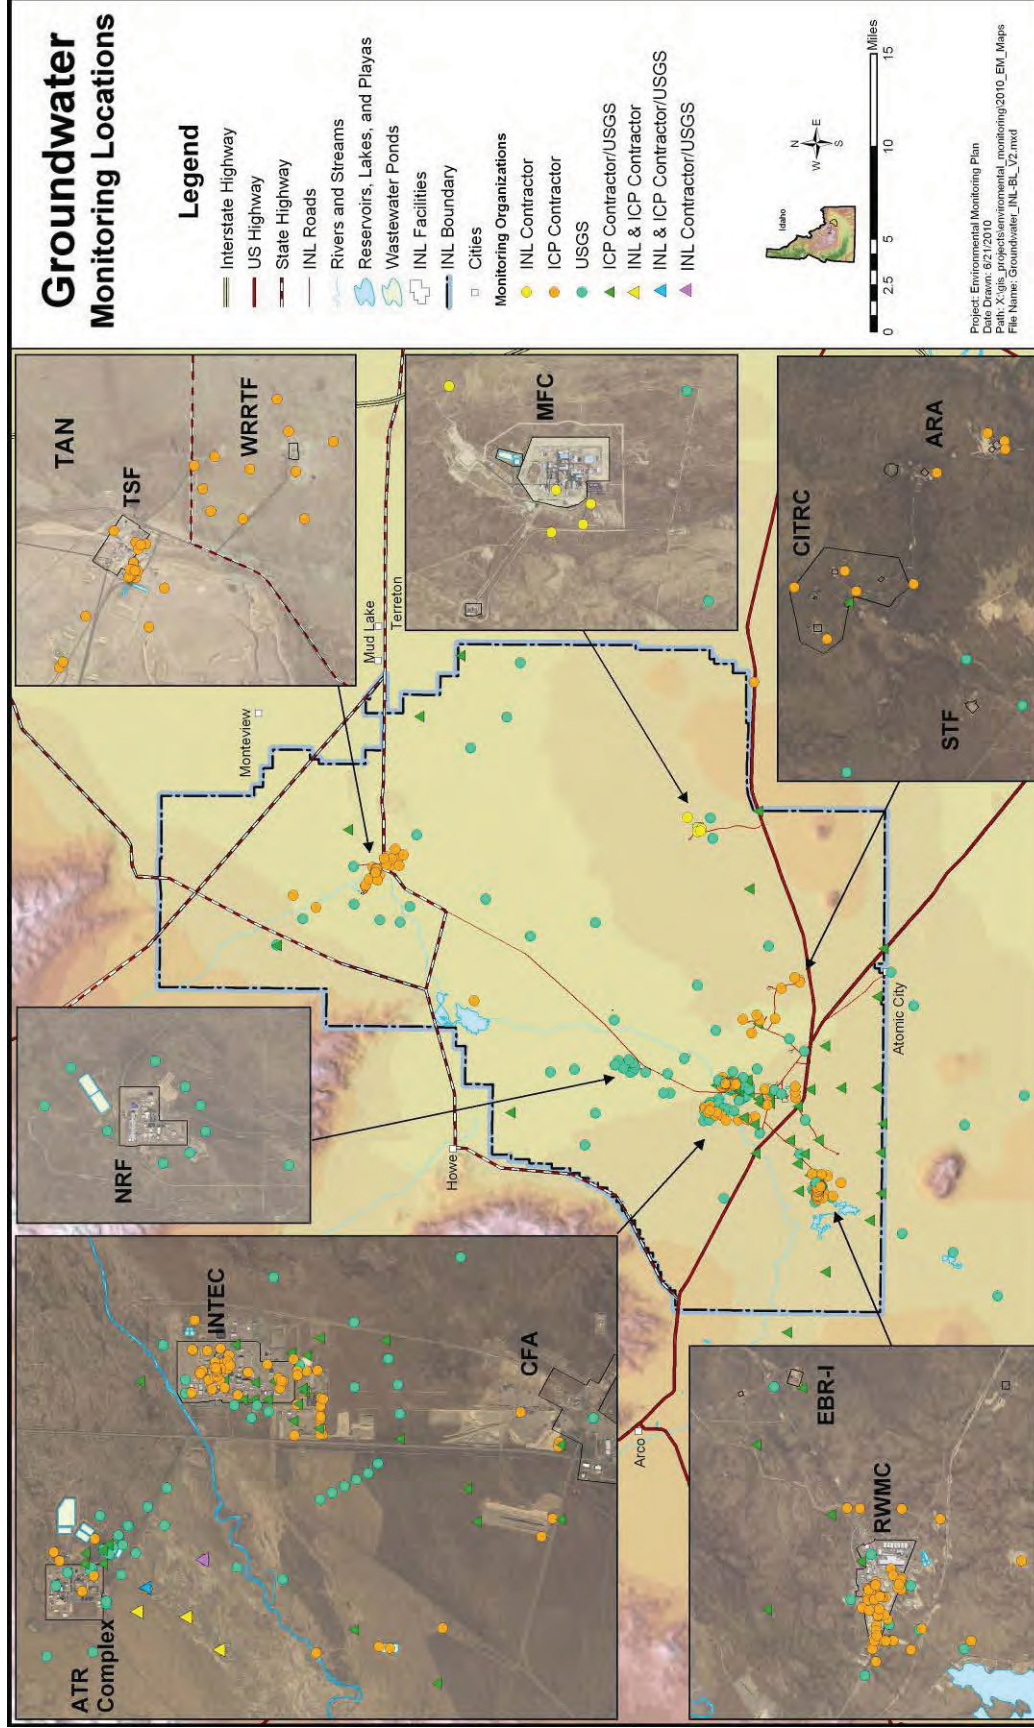 Groundwater
Monitoring Locations
Legend
Interstate Highway
US Highway
State Highway
INL Roads
Rivers and Streams
Reservoirs, Lakes, and Playas
Wastewater Ponds
INL Facilities
INL Boundary
Cities
Monitoring Organizations
INL Contractor
ICP Contractor
USGS
ICP Contractor/USGS
INL & ICP Contractor
INL & ICP Contractor/USGS
INL Contractor/USGS
Idaho
N
W E
S
0 2.5 5 10 15
Miles
Project: Environmental Monitoring Plan
Date Drawn: 6/21/2010
Path: X:\gis_projects\enviromental_monitoring\2010_EM_Maps
File Name: Groundwater_INL-BL_V2.mxd
ATR
Complex
INTEC
CFA
NRF
TAN
TSF
WRRTF
MFC
CITRC
ARA
STF
RWMC
EBR-I
Monteview
Mud Lake
Terreton
Howe
Arco
Atomic City